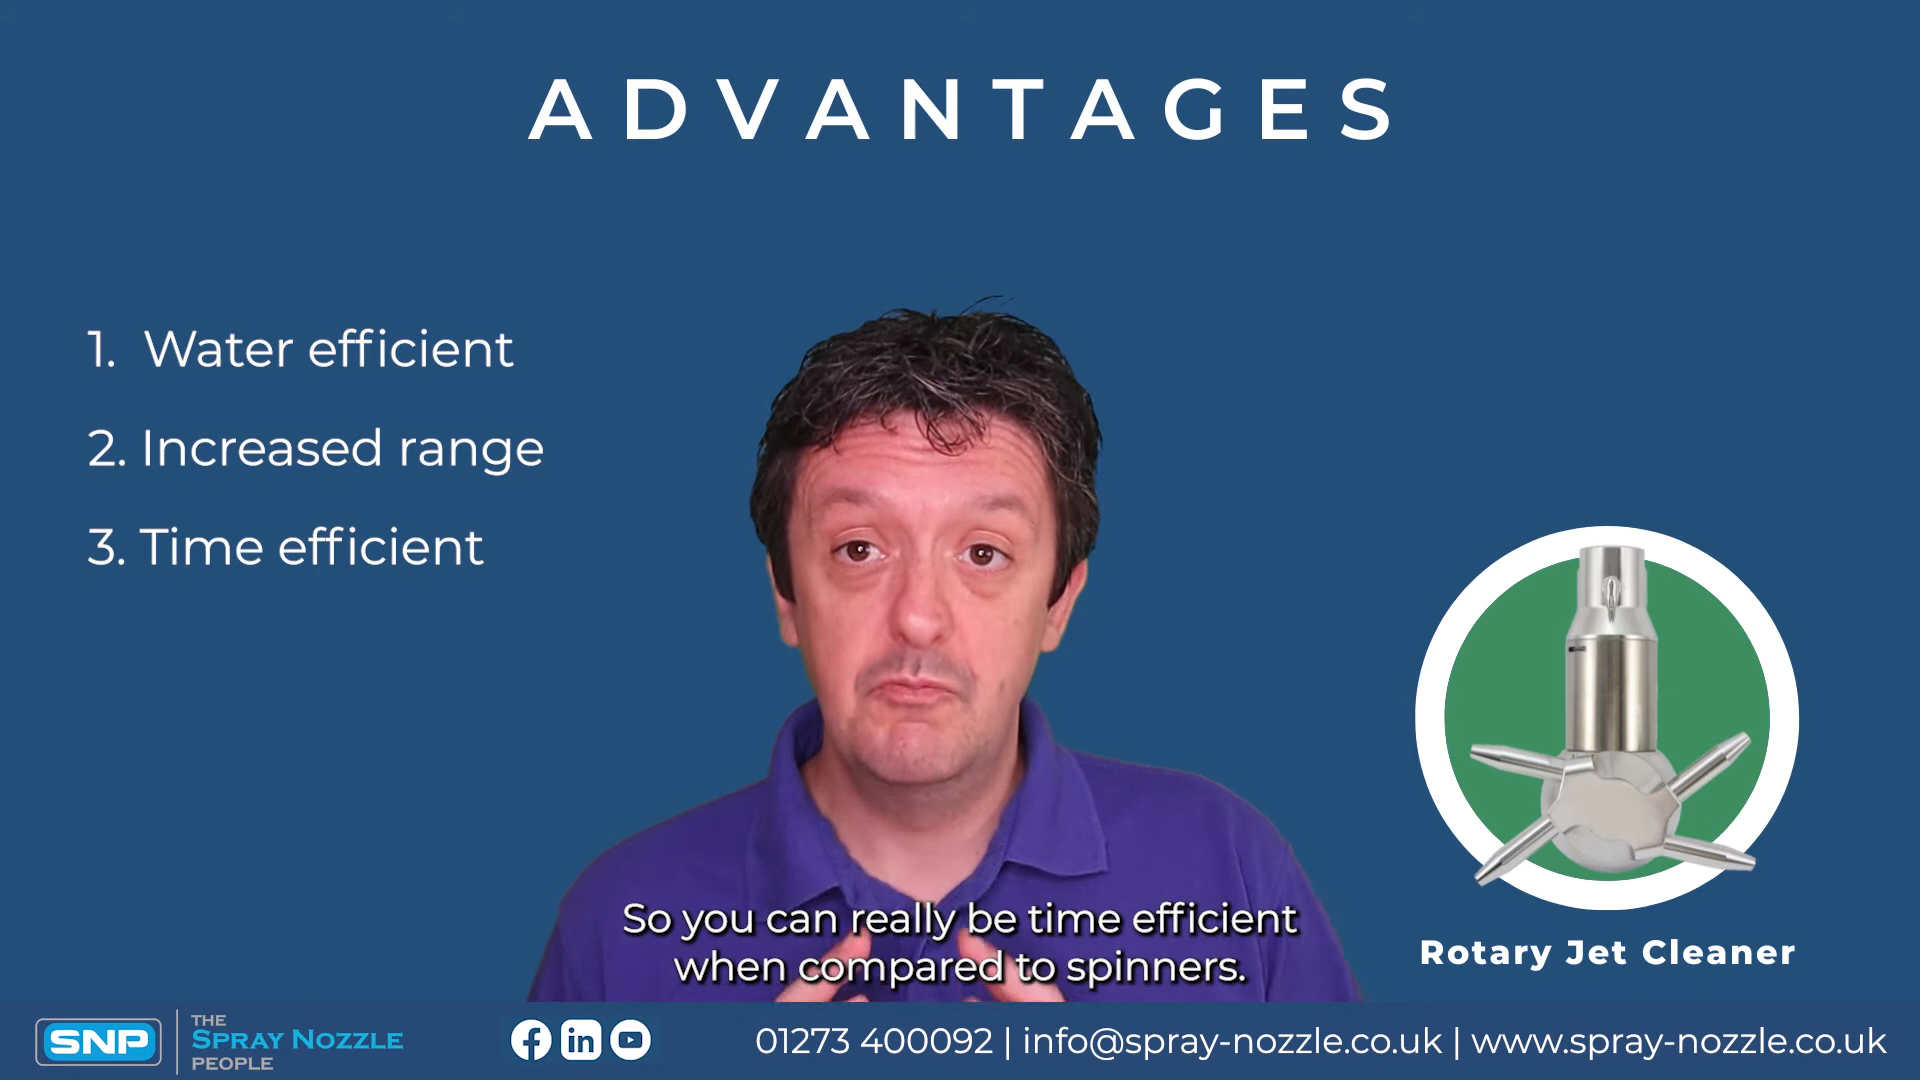 ADVANTAGES
1. Water efficient
2. Increased range
3. Time efficient
So you can really be time efficient
when compared to spinners.
Rotary Jet Cleaner
SNP
THE
SPRAY NOZZLE
PEOPLE
01273 400092 | info@spray-nozzle.co.uk | www.spray-nozzle.co.uk